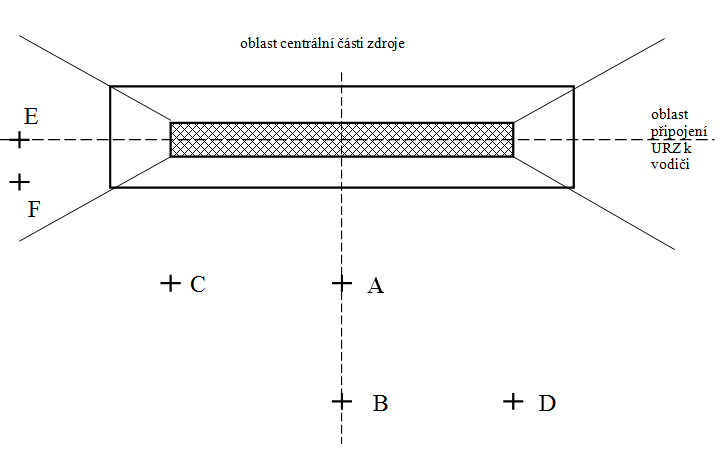 oblast centrální části zdroje
E
oblast
připojení
URZ k
vodiči
F
C
A
B
D